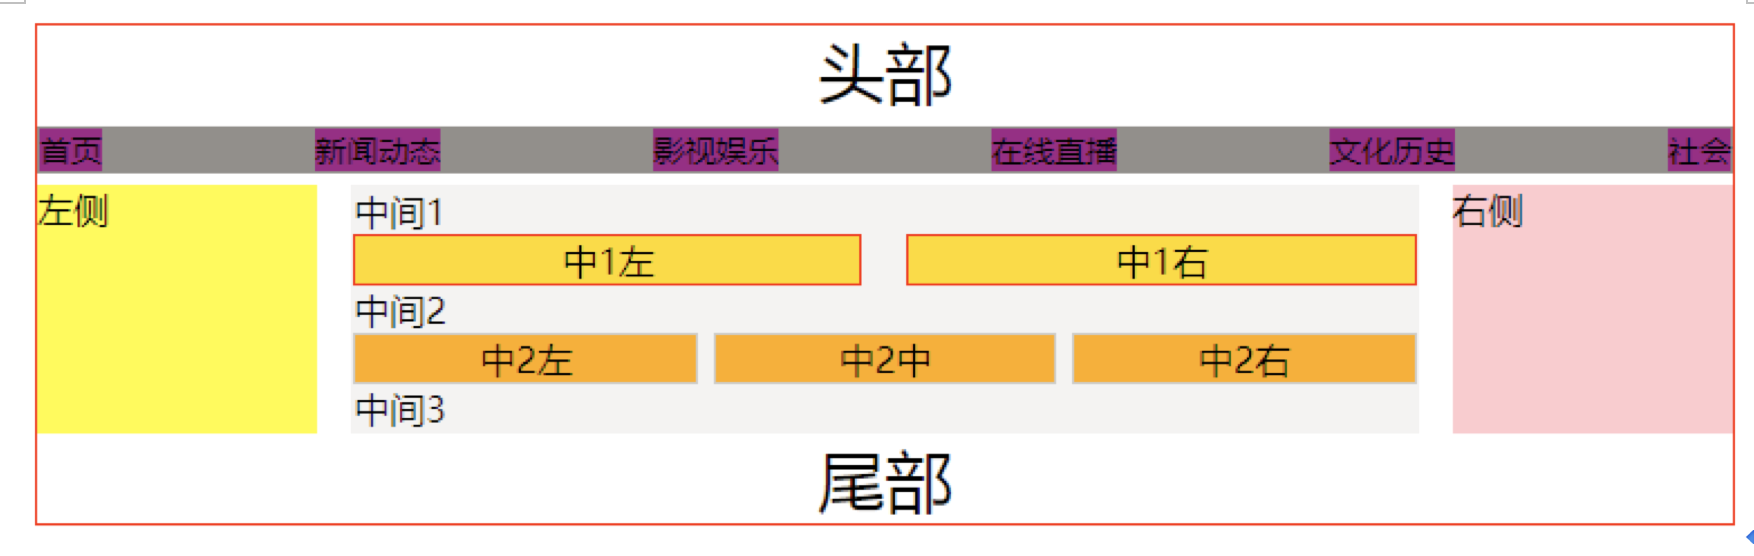 头部
首页 新闻动态 影视娱乐 在线直播 文化历史 社会
左侧
中间1
中1左 中1右
中间2
中2左 中2中 中2右
中间3
右侧
尾部